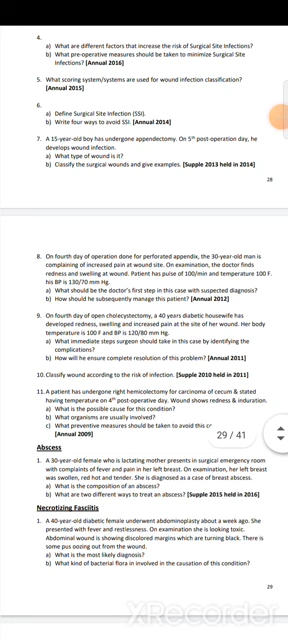 4.
a) What are different factors that increase the risk of Surgical Site Infections?
b) What pre-operative measures should be taken to minimize Surgical Site
Infections? [Annual 2016]
5. What scoring system/systems are used for wound infection classification?
[Annual 2015]
6.
a) Define Surgical Site Infection (SSI).
b) Write four ways to avoid SSI. [Annual 2014]
7. A 15-year-old boy has undergone appendectomy. On 5th post-operation day, he
develops wound infection.
a) What type of wound is it?
b) Classify the surgical wounds and give examples. [Supple 2013 held in 2014]
28
8. On fourth day of operation done for perforated appendix, the 30-year-old man is
complaining of increased pain at wound site. On examination, the doctor finds
redness and swelling at wound. Patient has pulse of 100/min and temperature 100 F.
his BP is 130/70 mm Hg.
a) What should be the doctor's first step in this case with suspected diagnosis?
b) How should he subsequently manage this patient? [Annual 2012]
9. On fourth day of open cholecystectomy, a 40 years diabetic housewife has
developed redness, swelling and increased pain at the site of her wound. Her body
temperature is 100 F and BP is 120/80 mm Hg.
a) What immediate steps surgeon should take in this case by identifying the
complications?
b) How will he ensure complete resolution of this problem? [Annual 2011]
10. Classify wound according to the risk of infection. [Supple 2010 held in 2011]
11. A patient has undergone right hemicolectomy for carcinoma of cecum & stated
having temperature on 4th post-operative day. Wound shows redness & induration.
a) What is the possible cause for this condition?
b) What organisms are usually involved?
c) What preventive measures should be taken to avoid this
[Annual 2009]
29 / 41
Abscess
1. A 30-year-old female who is lactating mother presents in surgical emergency room
with complaints of fever and pain in her left breast. On examination, her left breast
was swollen, red hot and tender. She is diagnosed as a case of breast abscess.
a) What is the composition of an abscess?
b) What are two different ways to treat an abscess? [Supple 2015 held in 2016]
Necrotizing Fasciitis
1. A 40-year-old diabetic female underwent abdominoplasty about a week ago. She
presented with fever and restlessness. On examination she is looking toxic.
Abdominal wound is showing discolored margins which are turning black. There is
some pus oozing out from the wound.
a) What is the most likely diagnosis?
b) What kind of bacterial flora in involved in the causation of this condition?
29
XRecorder